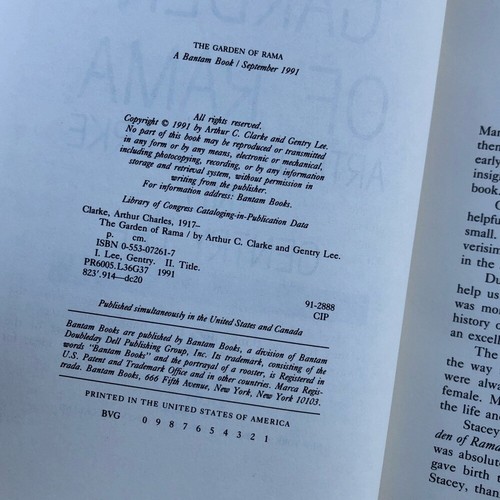 THE GARDEN OF RAMA
A Bantam Book / September 1991
All rights reserved.
Copyright © 1991 by Arthur C. Clarke and Gentry Lee.
No part of this book may be reproduced or transmitted
in any form or by any means, electronic or mechanical,
including photocopying, recording, or by any information
storage and retrieval system, without permission in
writing from the publisher.
For information address: Bantam Books.
Library of Congress Cataloging-in-Publication Data
Clarke, Arthur Charles, 1917–
The Garden of Rama / by Arthur C. Clarke and Gentry Lee.
p. cm.
ISBN 0-553-07261-7
I. Lee, Gentry. II. Title.
PR6005.L36G37 1991
823'.914—dc20
91-2888
CIP
Published simultaneously in the United States and Canada
Bantam Books are published by Bantam Books, a division of Bantam
Doubleday Dell Publishing Group, Inc. Its trademark, consisting of the
words "Bantam Books" and the portrayal of a rooster, is Registered in
U.S. Patent and Trademark Office and in other countries. Marca Regis-
trada. Bantam Books, 666 Fifth Avenue, New York, New York 10103.
PRINTED IN THE UNITED STATES OF AMERICA
BVG 0 9 8 7 6 5 4 3 2 1
them
early
insig
book.
helpfu
small.
verisim
in the
Du
help us
was mo
history
an excell
The
the way
were alwa
female. M
the life an
Stacey
den of Rama
was absolut
gave birth
Stacey, than